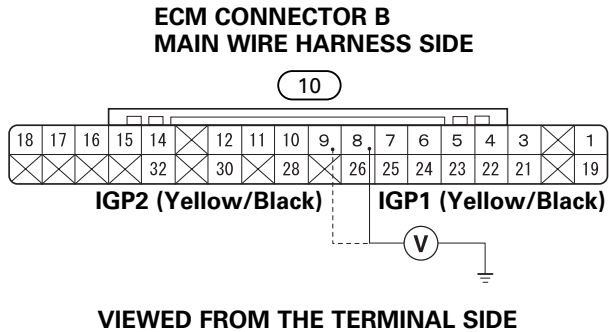 ECM CONNECTOR B
MAIN WIRE HARNESS SIDE
10
18 17 16 15 14 12 11 10 9 8 7 6 5 4 3 1
32 30 28 26 25 24 23 22 21 19
IGP2 (Yellow/Black) IGP1 (Yellow/Black)
V
VIEWED FROM THE TERMINAL SIDE